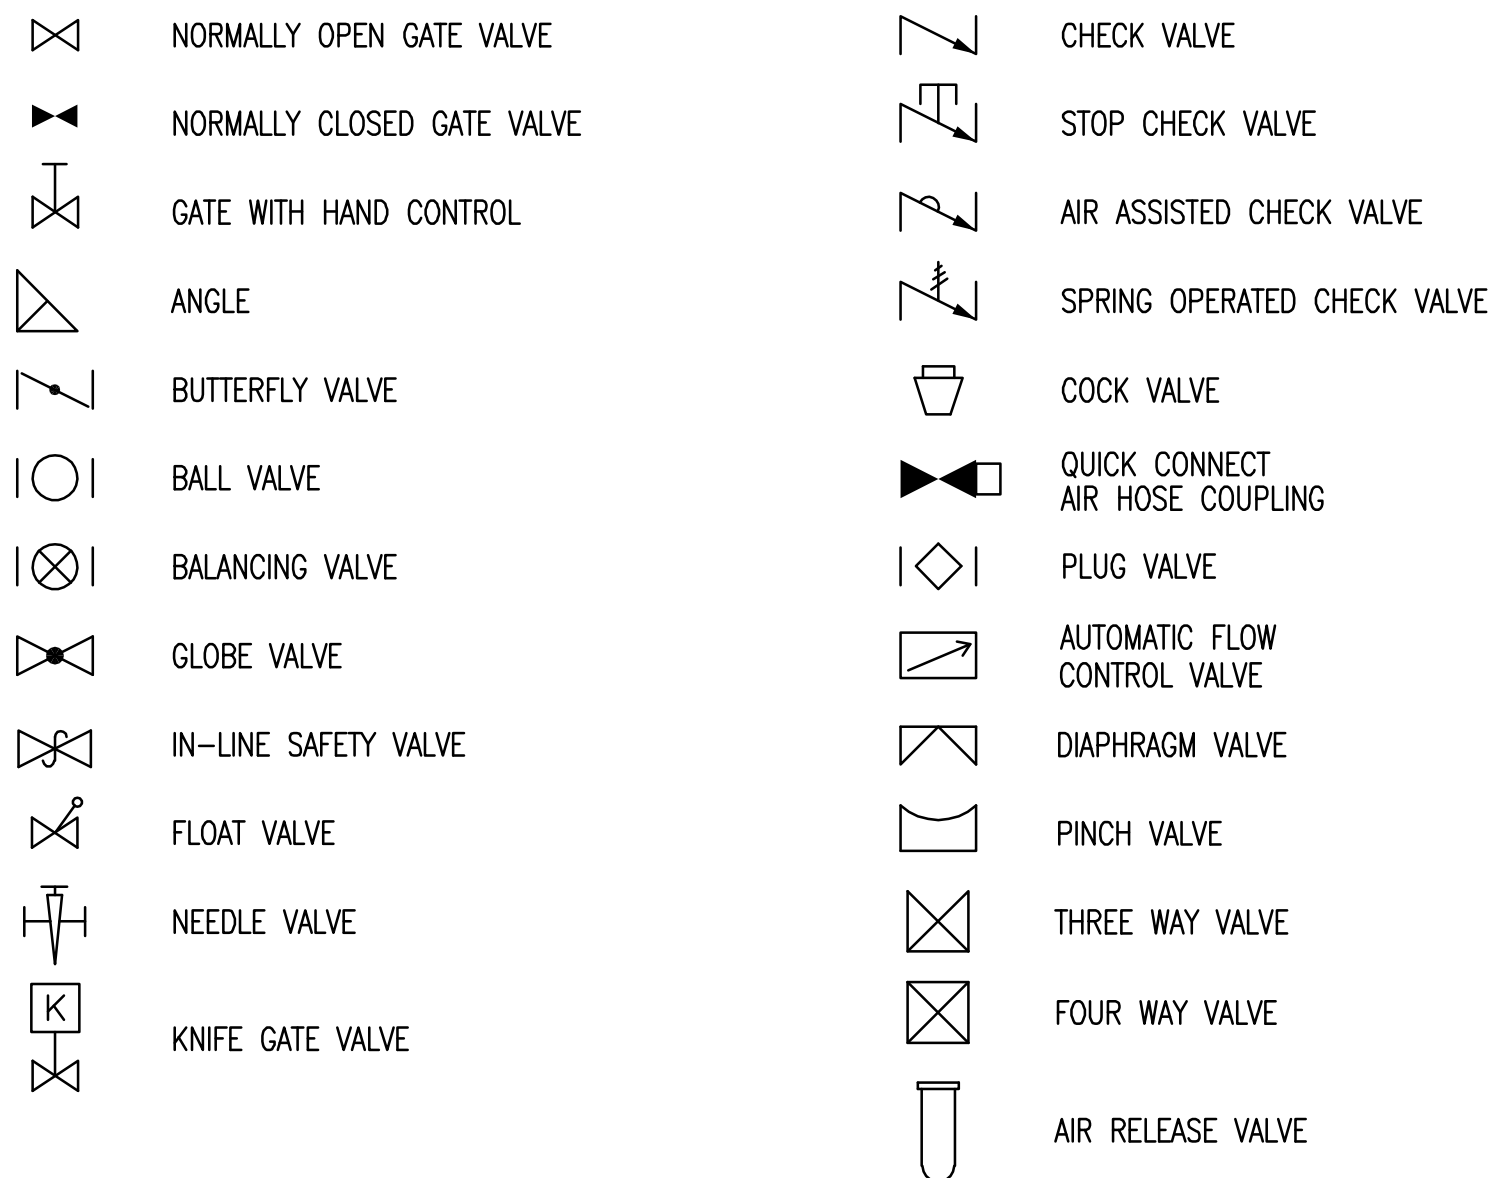 NORMALLY OPEN GATE VALVE
NORMALLY CLOSED GATE VALVE
GATE WITH HAND CONTROL
ANGLE
BUTTERFLY VALVE
BALL VALVE
BALANCING VALVE
GLOBE VALVE
IN-LINE SAFETY VALVE
FLOAT VALVE
NEEDLE VALVE
K
KNIFE GATE VALVE
CHECK VALVE
STOP CHECK VALVE
AIR ASSISTED CHECK VALVE
SPRING OPERATED CHECK VALVE
COCK VALVE
QUICK CONNECT
AIR HOSE COUPLING
PLUG VALVE
AUTOMATIC FLOW
CONTROL VALVE
DIAPHRAGM VALVE
PINCH VALVE
THREE WAY VALVE
FOUR WAY VALVE
AIR RELEASE VALVE